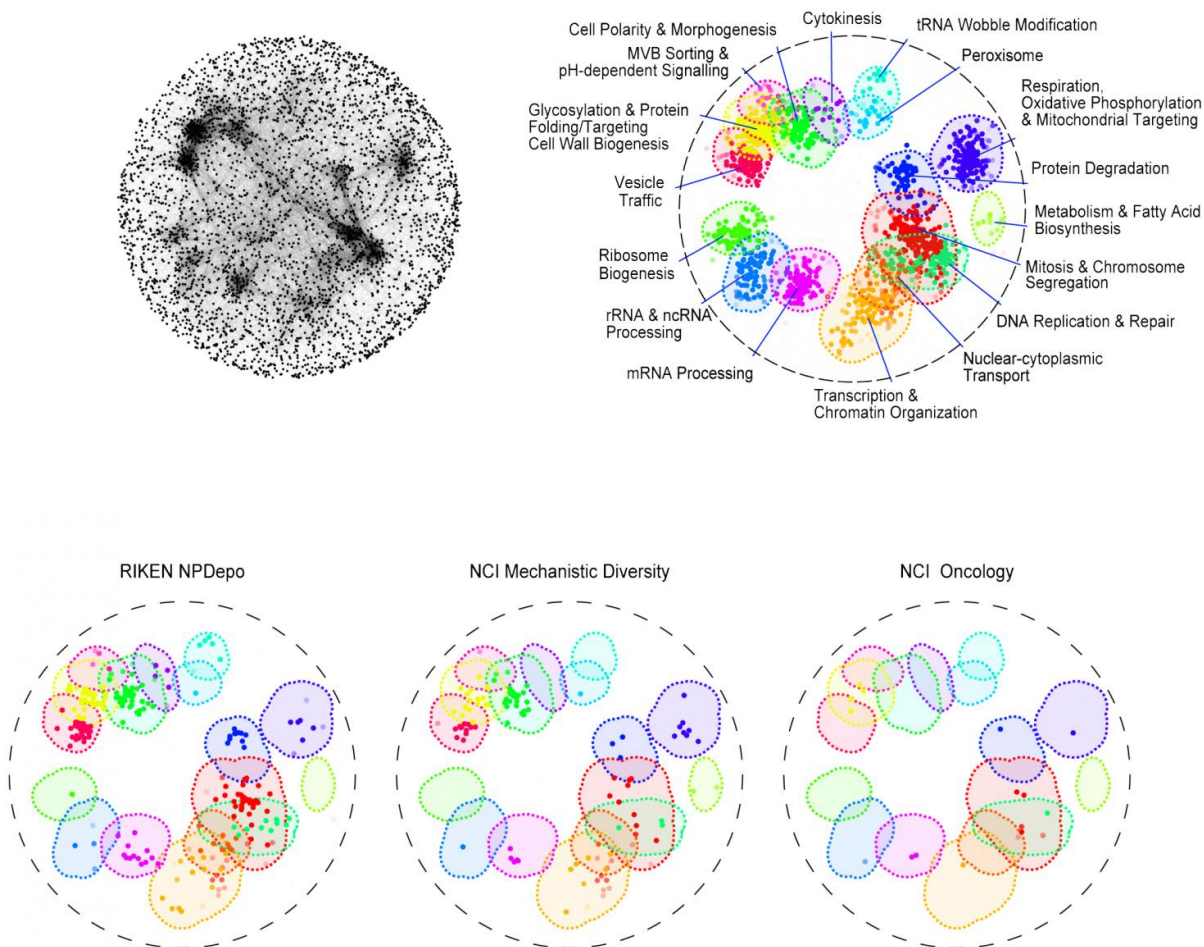 Cell Polarity & Morphogenesis
Cytokinesis
tRNA Wobble Modification
MVB Sorting &
pH-dependent Signalling
Peroxisome
Glycosylation & Protein
Folding/Targeting
Cell Wall Biogenesis
Respiration,
Oxidative Phosphorylation
& Mitochondrial Targeting
Vesicle
Traffic
Protein Degradation
Metabolism & Fatty Acid
Biosynthesis
Ribosome
Biogenesis
Mitosis & Chromosome
Segregation
rRNA & ncRNA
Processing
DNA Replication & Repair
mRNA Processing
Nuclear-cytoplasmic
Transport
Transcription &
Chromatin Organization
RIKEN NPDepo
NCI Mechanistic Diversity
NCI Oncology